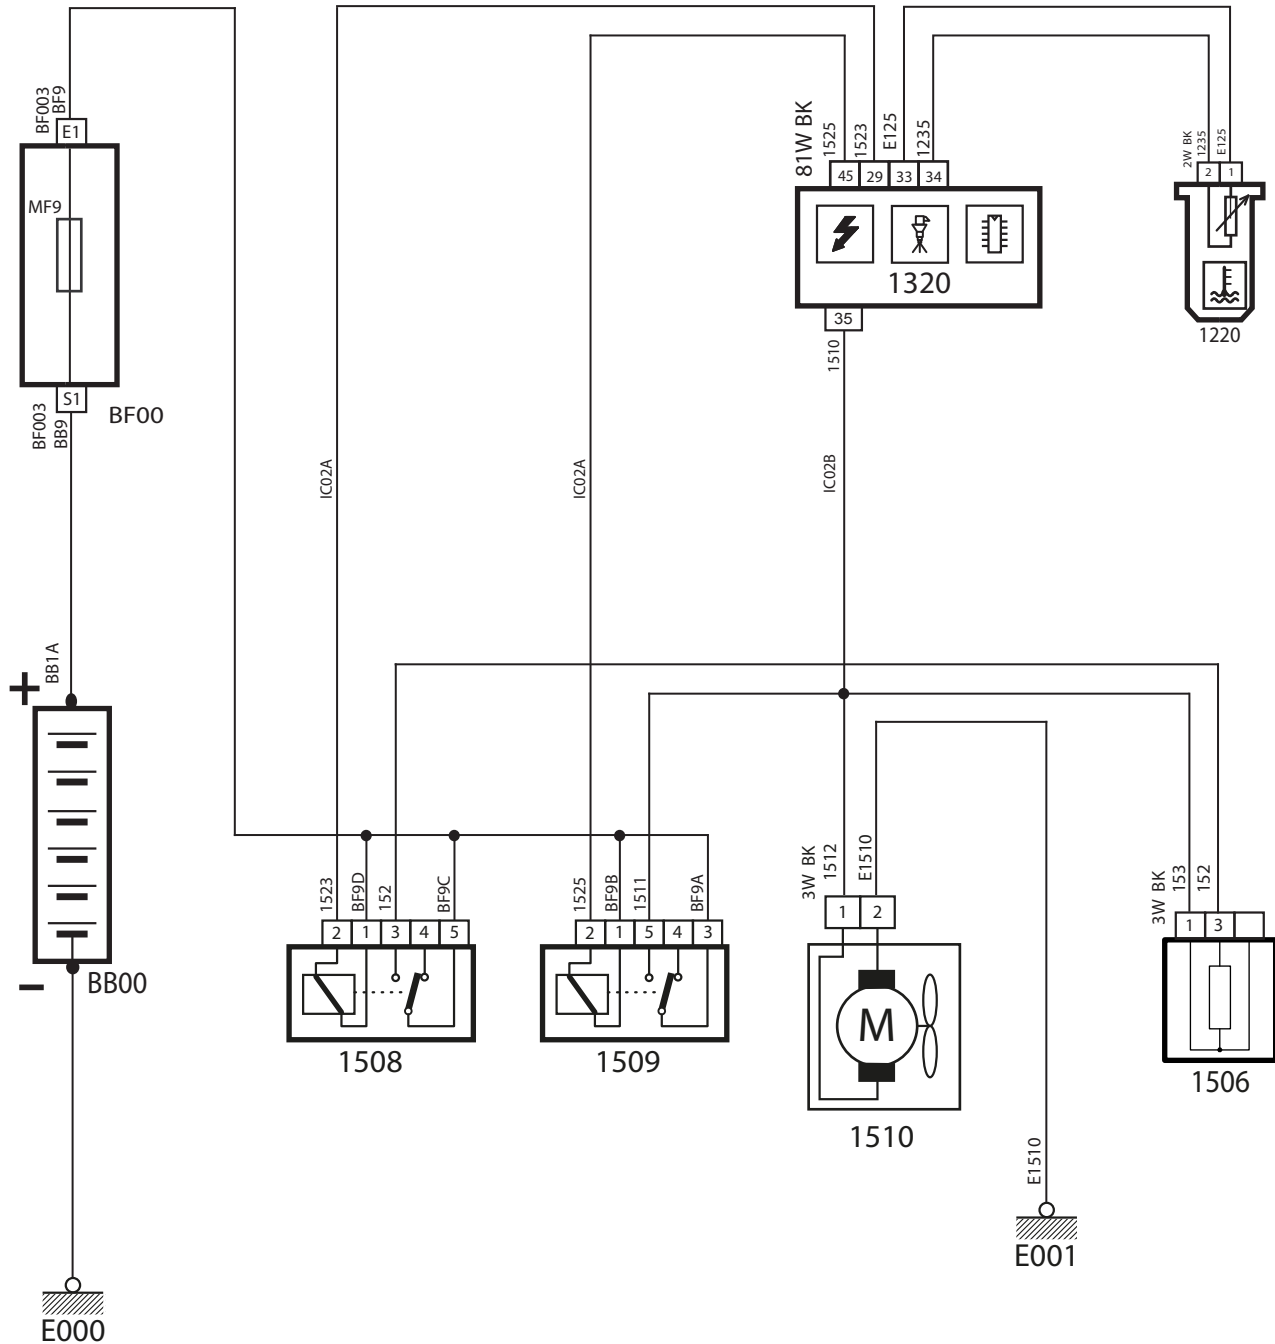 BF003
BF9
E1
MF9
S1
BF003
BB9
BF00
BB1A
+
−
BB00
E000
IC02A
IC02A
81W BK
1525
1523
E125
1235
45
29
33
34
1320
35
1510
IC02B
2W BK
1235
E125
2
1
1220
1523
BF9D
152
BF9C
2
1
3
4
5
1508
1525
BF9B
1511
BF9A
2
1
5
4
3
1509
3W BK
1512
E1510
1
2
M
1510
E1510
E001
3W BK
153
152
1
3
1506